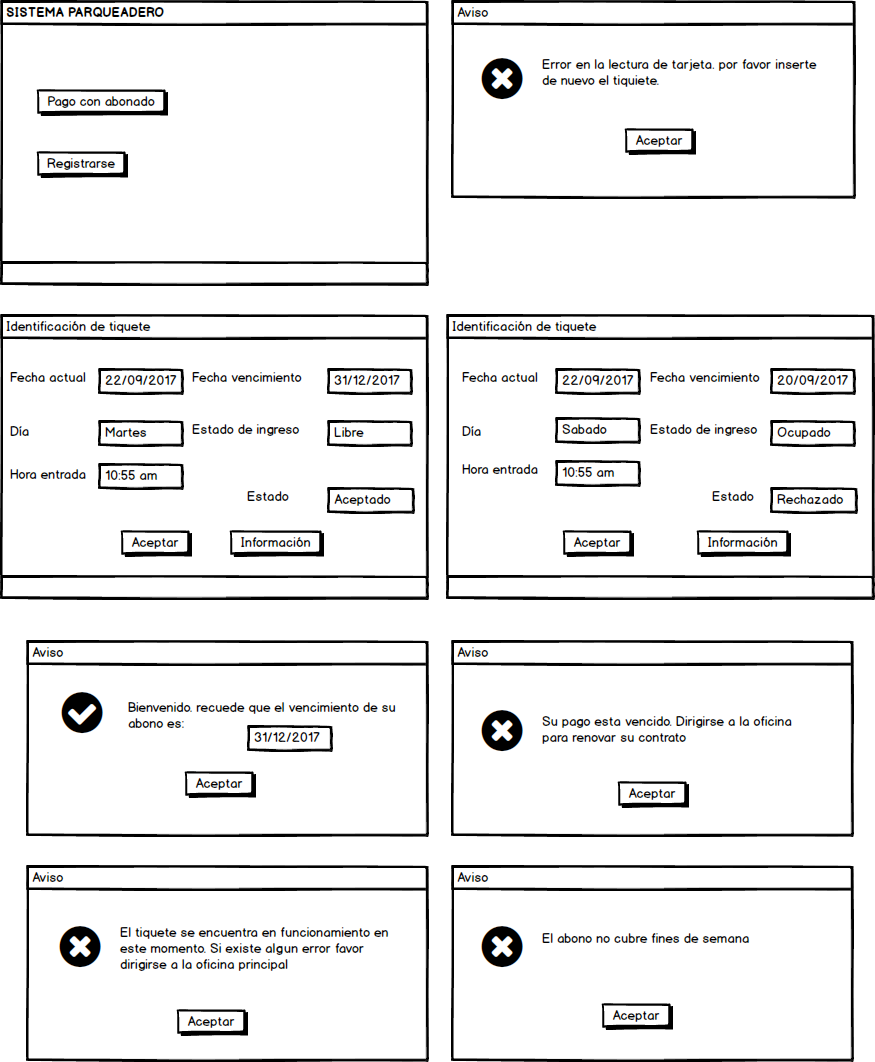 SISTEMA PARQUEADERO
Pago con abonado
Registrarse
Aviso
Error en la lectura de tarjeta. por favor inserte
de nuevo el tiquiete.
Aceptar
Identificación de tiquete
Fecha actual 22/09/2017 Fecha vencimiento 31/12/2017
Día Martes Estado de ingreso Libre
Hora entrada 10:55 am
Estado Aceptado
Aceptar Información
Identificación de tiquete
Fecha actual 22/09/2017 Fecha vencimiento 20/09/2017
Día Sabado Estado de ingreso Ocupado
Hora entrada 10:55 am
Estado Rechazado
Aceptar Información
Aviso
Bienvenido. recuede que el vencimiento de su
abono es:
31/12/2017
Aceptar
Aviso
Su pago esta vencido. Dirigirse a la oficina
para renovar su contrato
Aceptar
Aviso
El tiquete se encuentra en funcionamiento en
este momento. Si existe algun error favor
dirigirse a la oficina principal
Aceptar
Aviso
El abono no cubre fines de semana
Aceptar